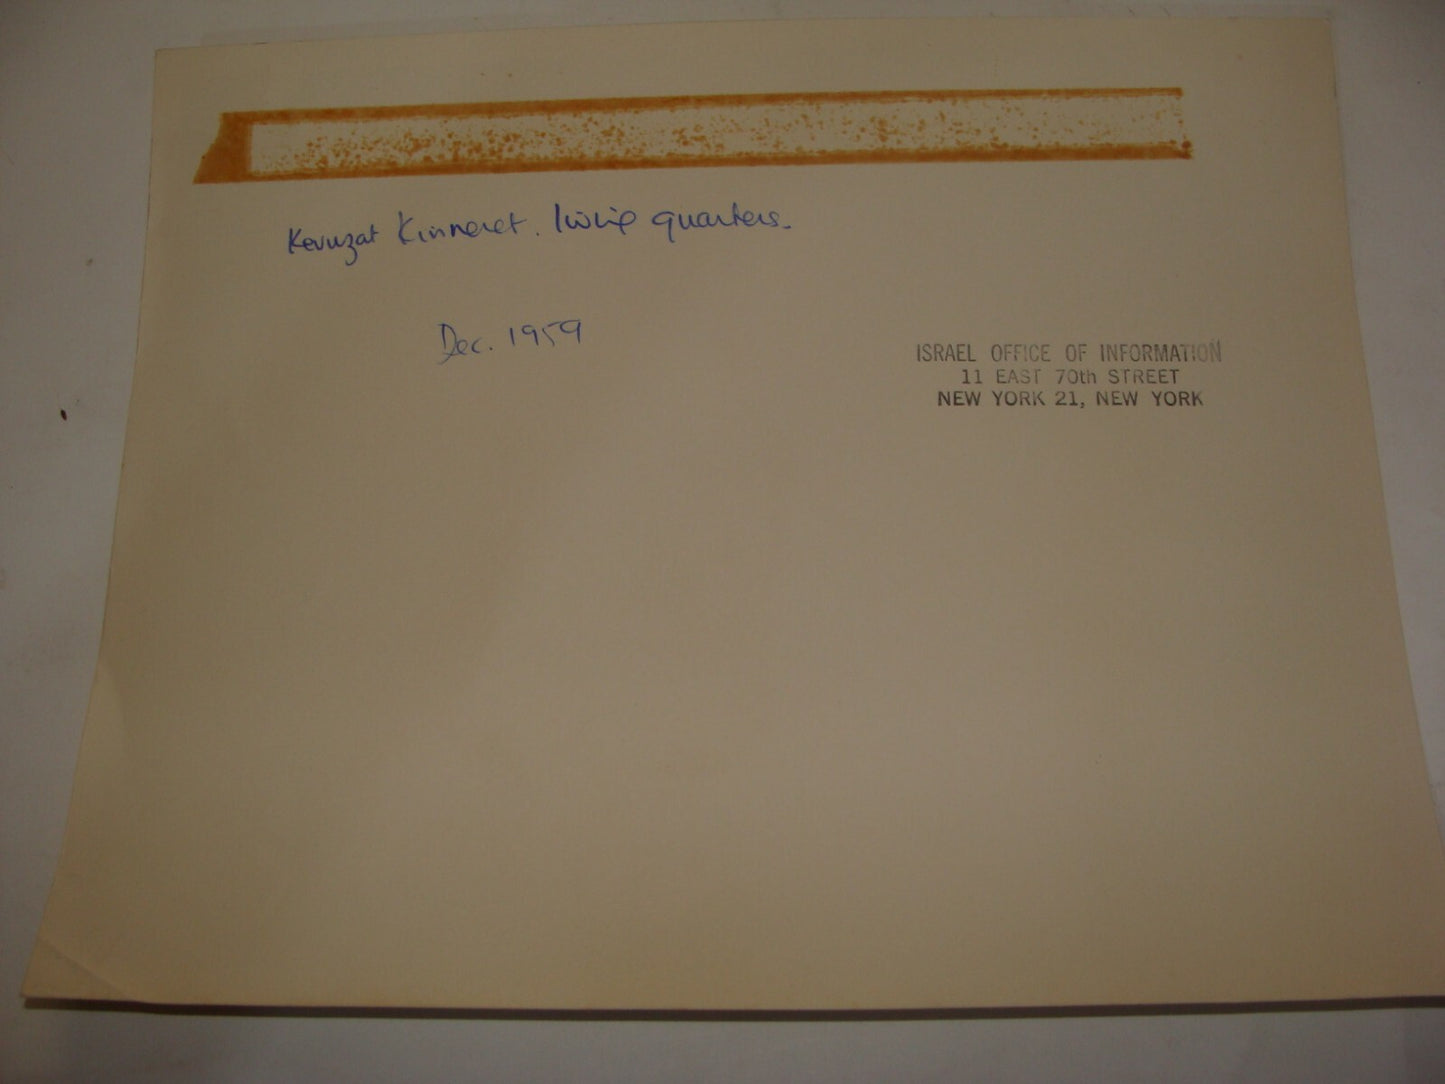 Kevuzat Kinneret. living quarters.
Dec. 1959
ISRAEL OFFICE OF INFORMATION
11 EAST 70th STREET
NEW YORK 21, NEW YORK